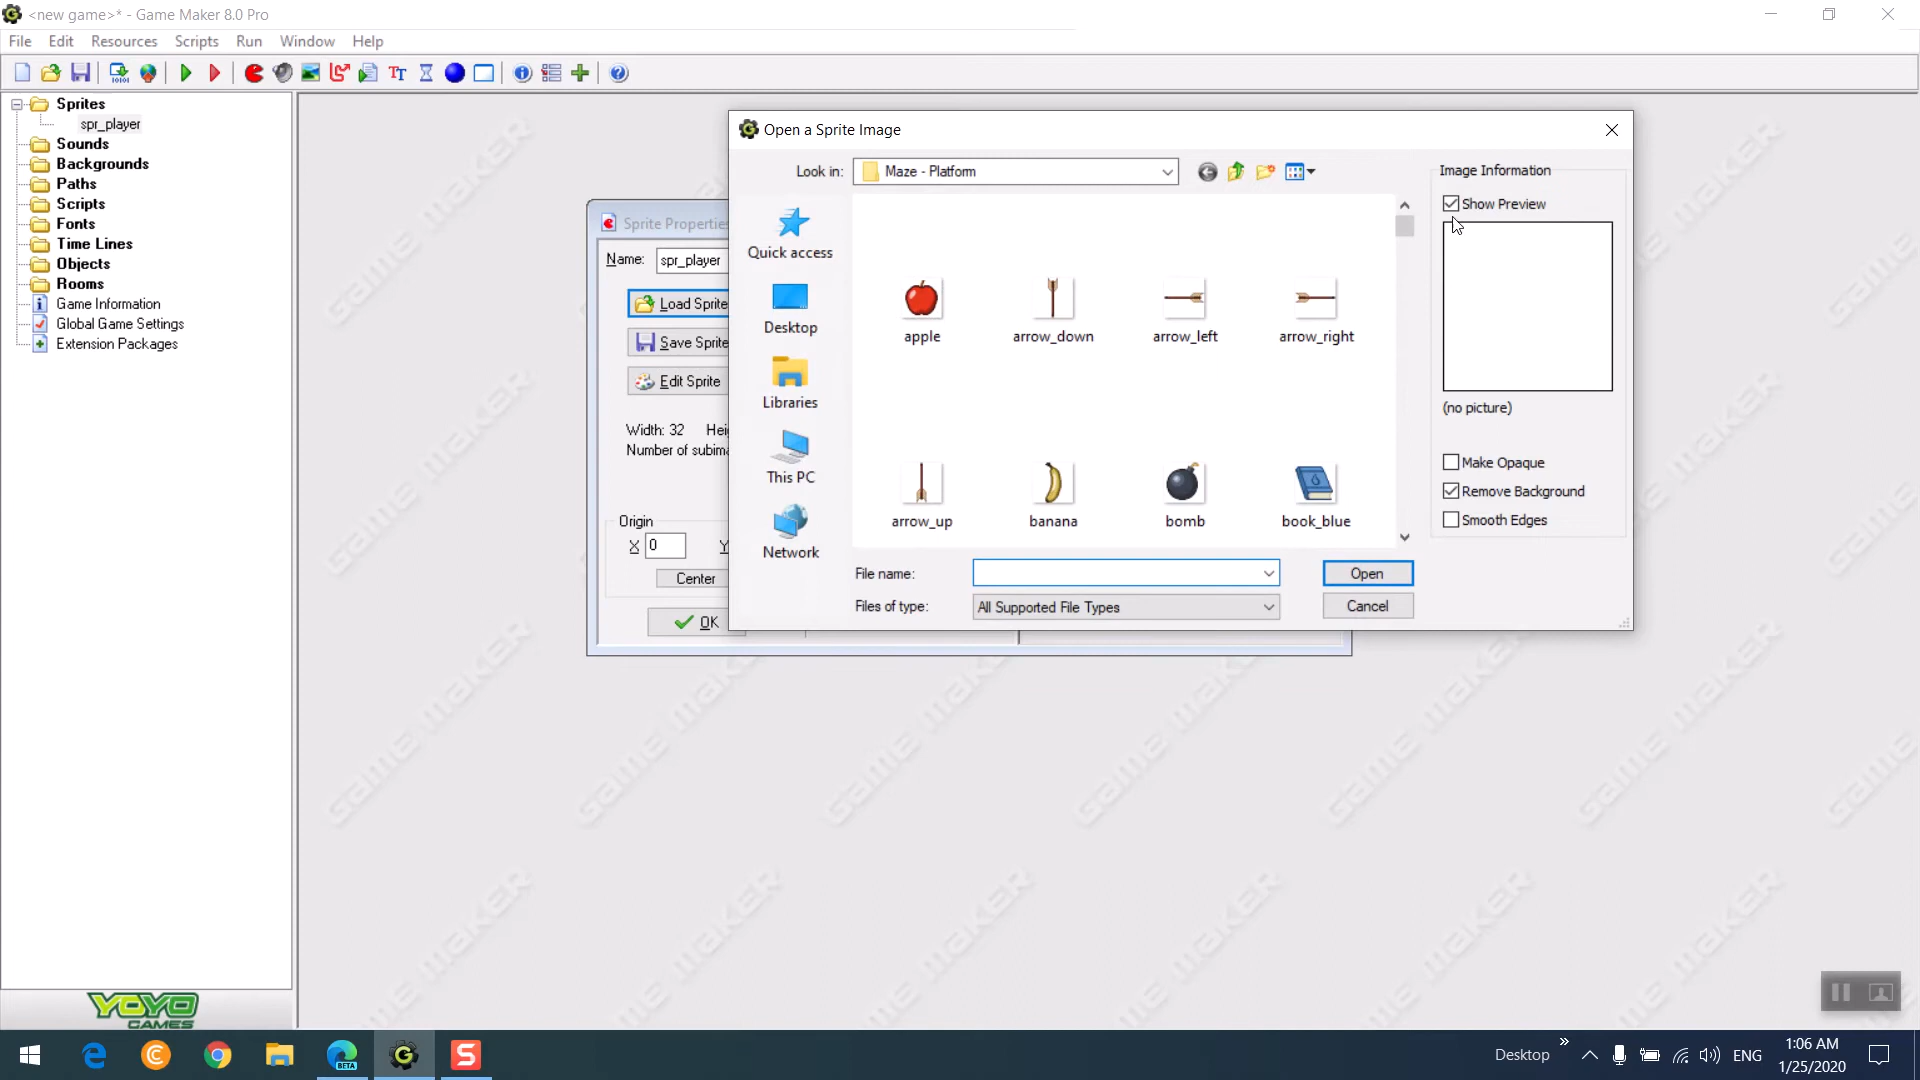 <new game>* - Game Maker 8.0 Pro
File Edit Resources Scripts Run Window Help
Sprites
spr_player
Sounds
Backgrounds
Paths
Scripts
Fonts
Time Lines
Objects
Rooms
Game Information
Global Game Settings
Extension Packages
YOYO
GAMES
Sprite Properties
Name: spr_player
Load Sprite
Save Sprite
Edit Sprite
Width: 32
Origin
X 0 Y
Center
OK
Open a Sprite Image
Look in: Maze - Platform
Quick access
Desktop
Libraries
This PC
Network
apple arrow_down arrow_left arrow_right
arrow_up banana bomb book_blue
File name: Open
Files of type: All Supported File Types Cancel
Image Information
Show Preview
(no picture)
Make Opaque
Remove Background
Smooth Edges
GAME MAKER
Desktop ENG
1:06 AM
1/25/2020